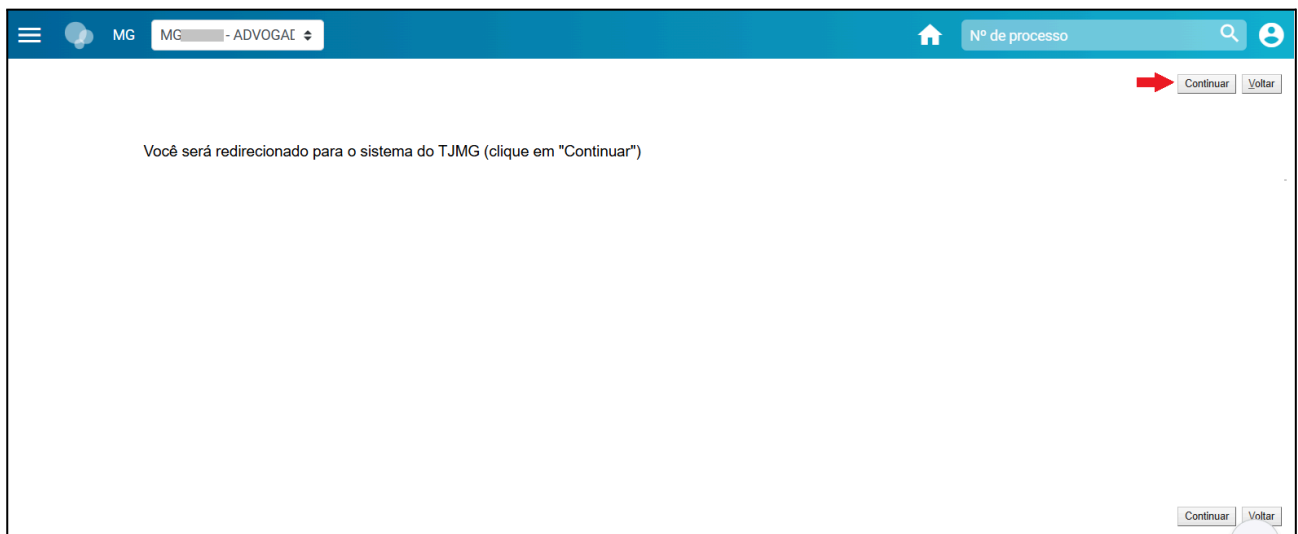 MG MG - ADVOGAD Nº de processo
Continuar Voltar
Você será redirecionado para o sistema do TJMG (clique em "Continuar")
Continuar Voltar